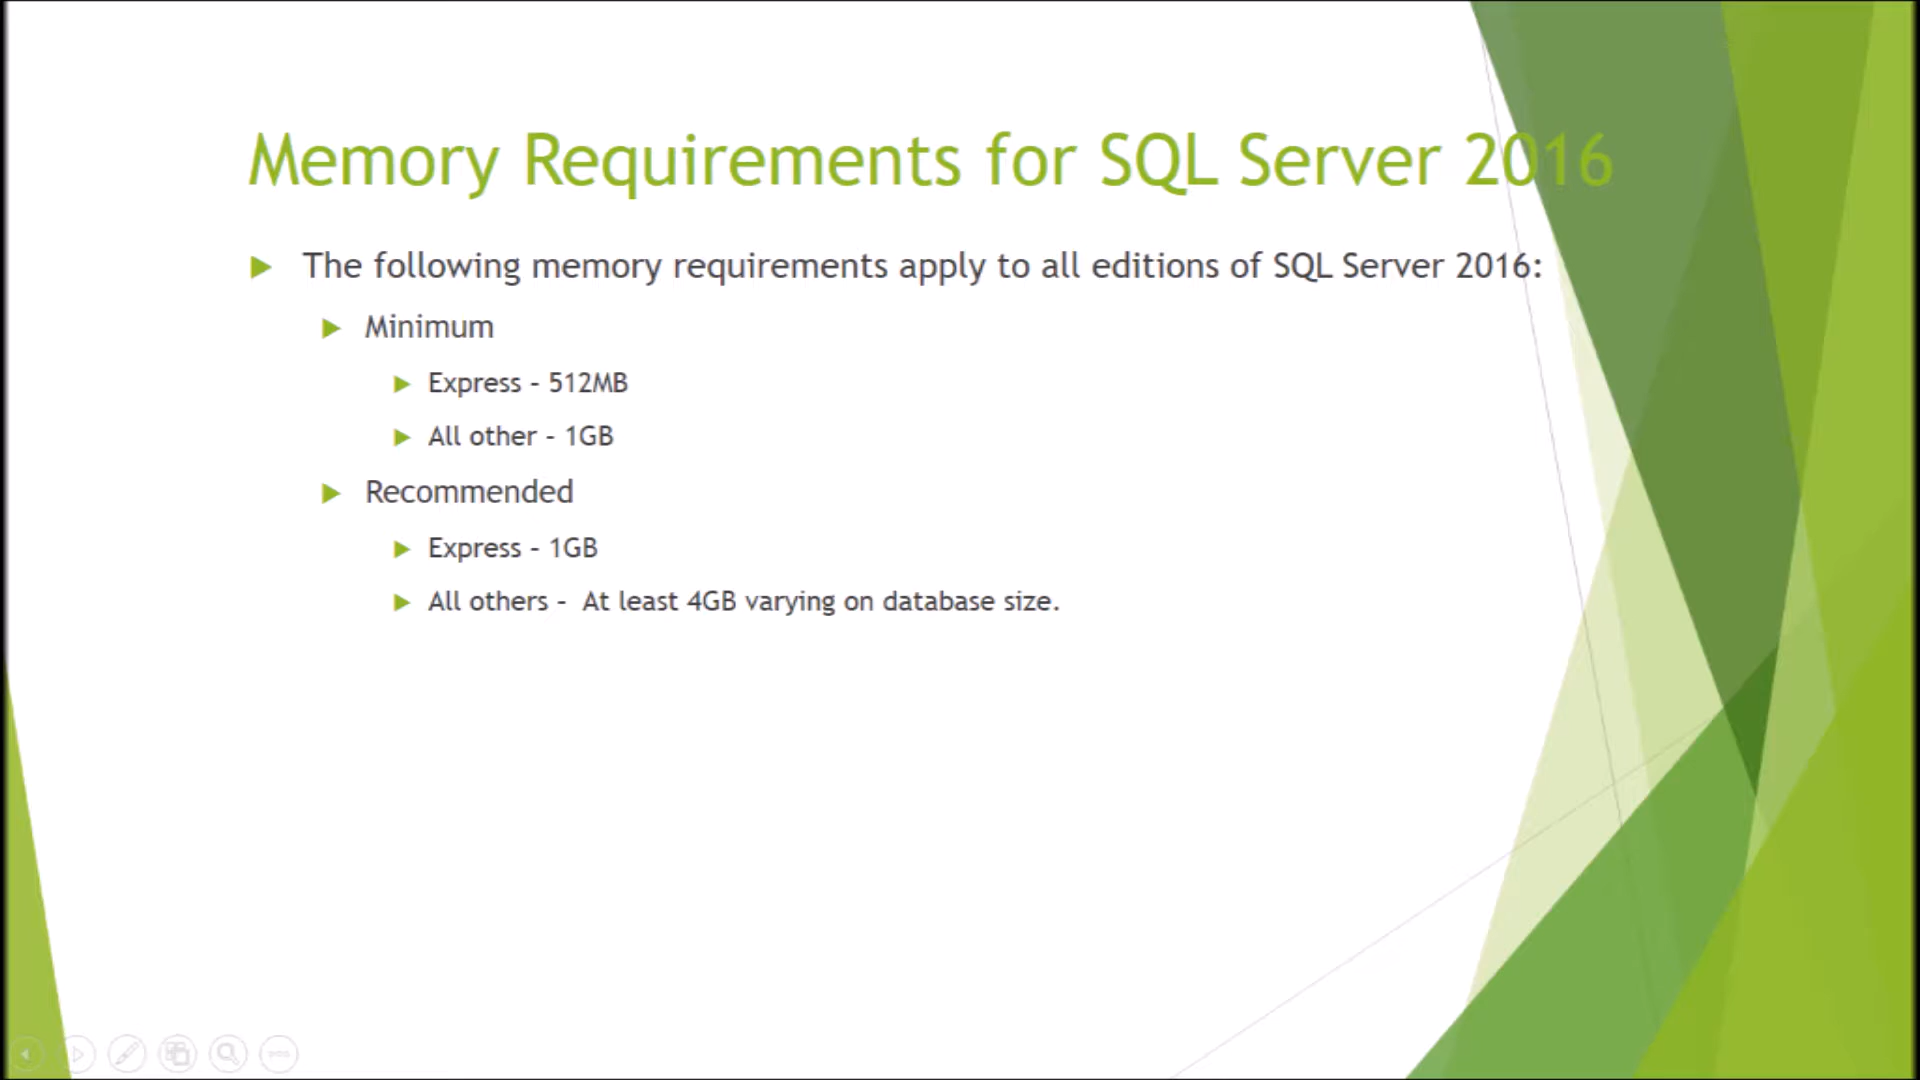 Memory Requirements for SQL Server 2016
The following memory requirements apply to all editions of SQL Server 2016:
Minimum
Express – 512MB
All other – 1GB
Recommended
Express – 1GB
All others –  At least 4GB varying on database size.